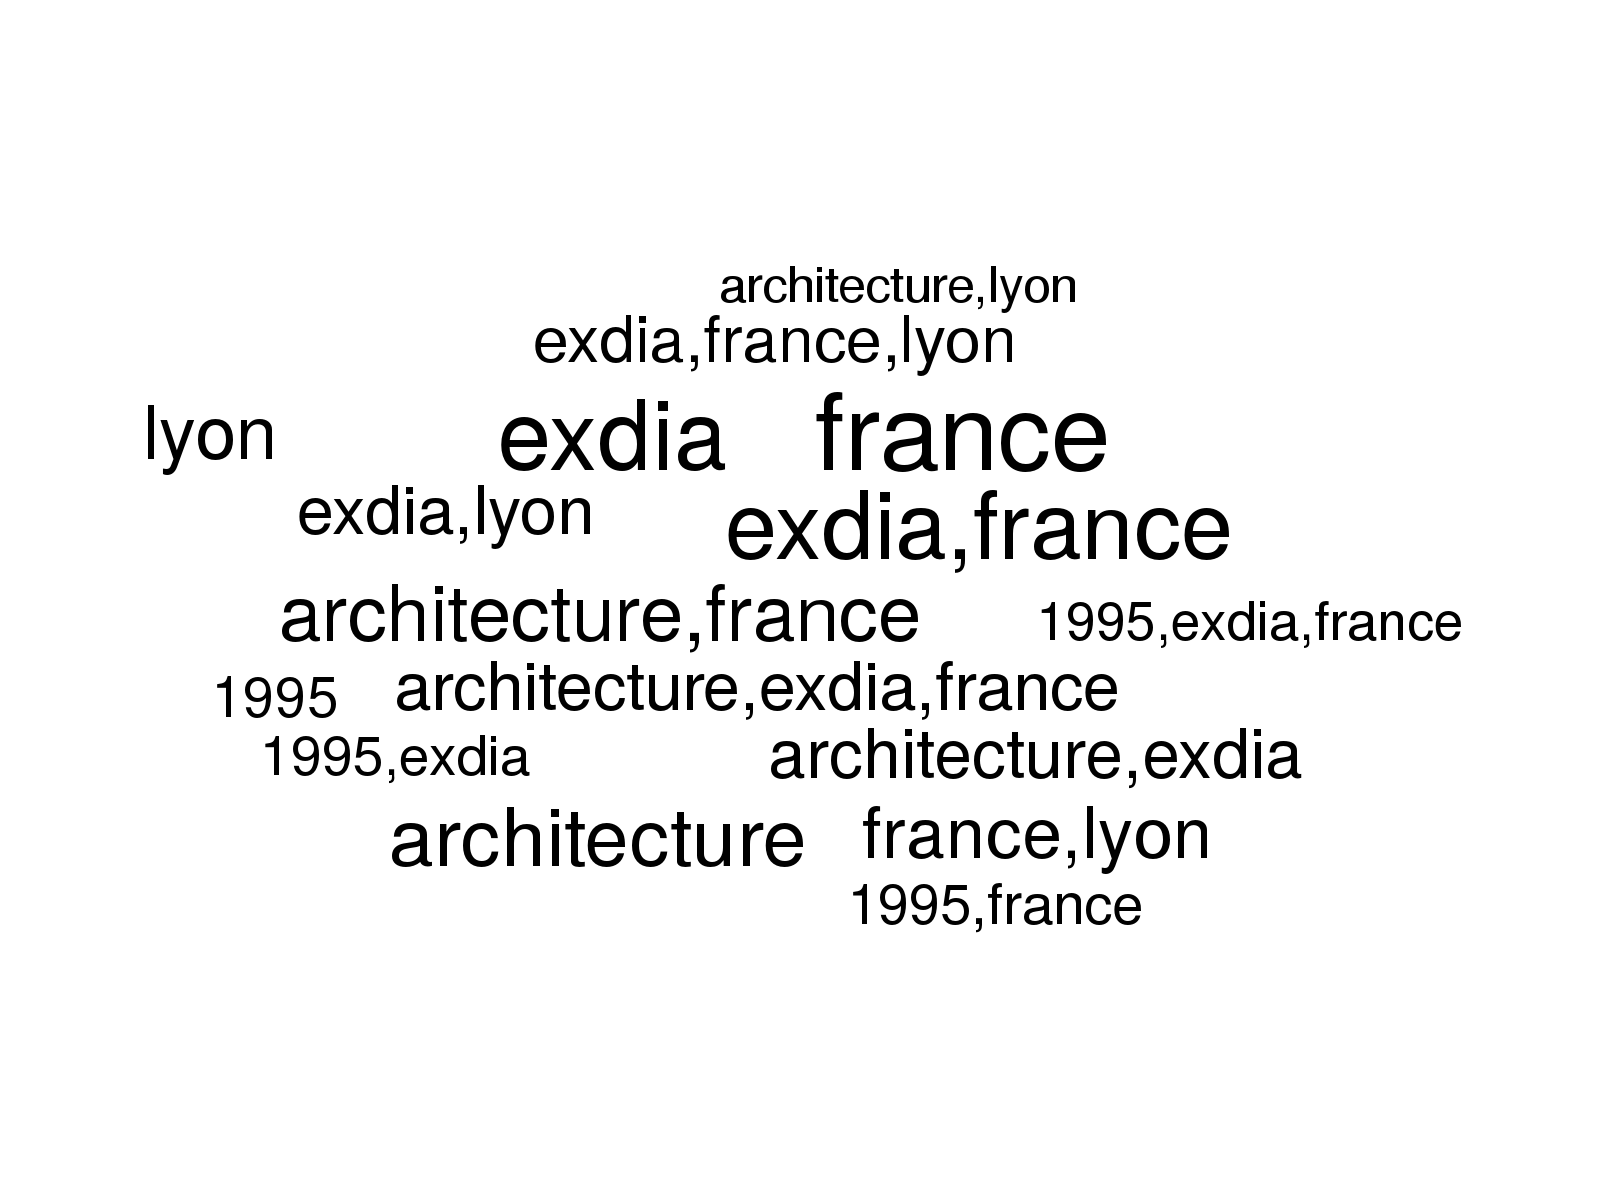 architecture,lyon
exdia,france,lyon
lyon exdia france
exdia,lyon exdia,france
architecture,france 1995,exdia,france
1995 architecture,exdia,france
1995,exdia architecture,exdia
architecture france,lyon
1995,france